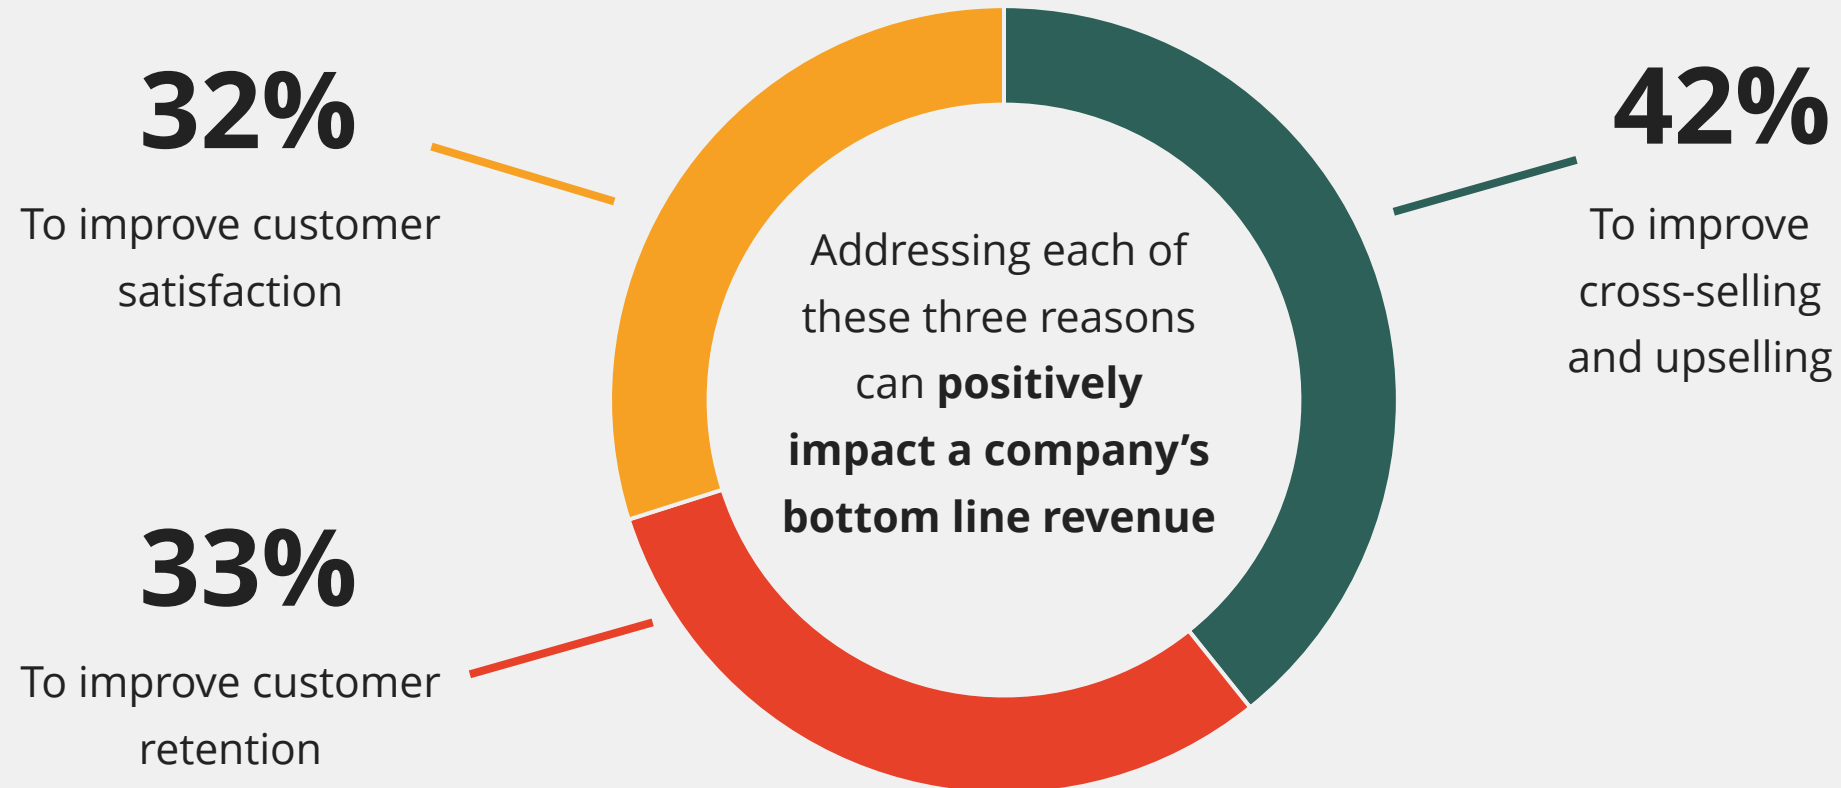 32%
To improve customer
satisfaction
33%
To improve customer
retention
Addressing each of
these three reasons
can positively
impact a company’s
bottom line revenue
42%
To improve
cross-selling
and upselling